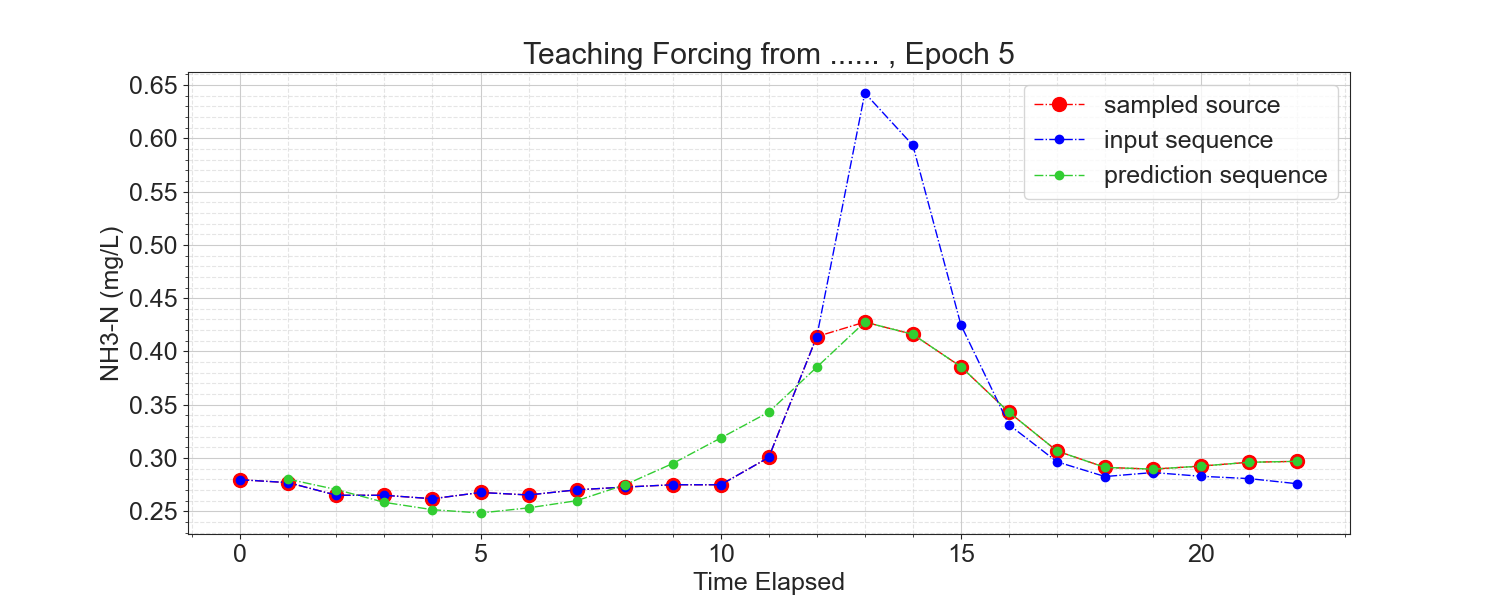 Teaching Forcing from ...... , Epoch 5
sampled source
input sequence
prediction sequence
NH3-N (mg/L)
0.65
0.60
0.55
0.50
0.45
0.40
0.35
0.30
0.25
0 5 10 15 20
Time Elapsed